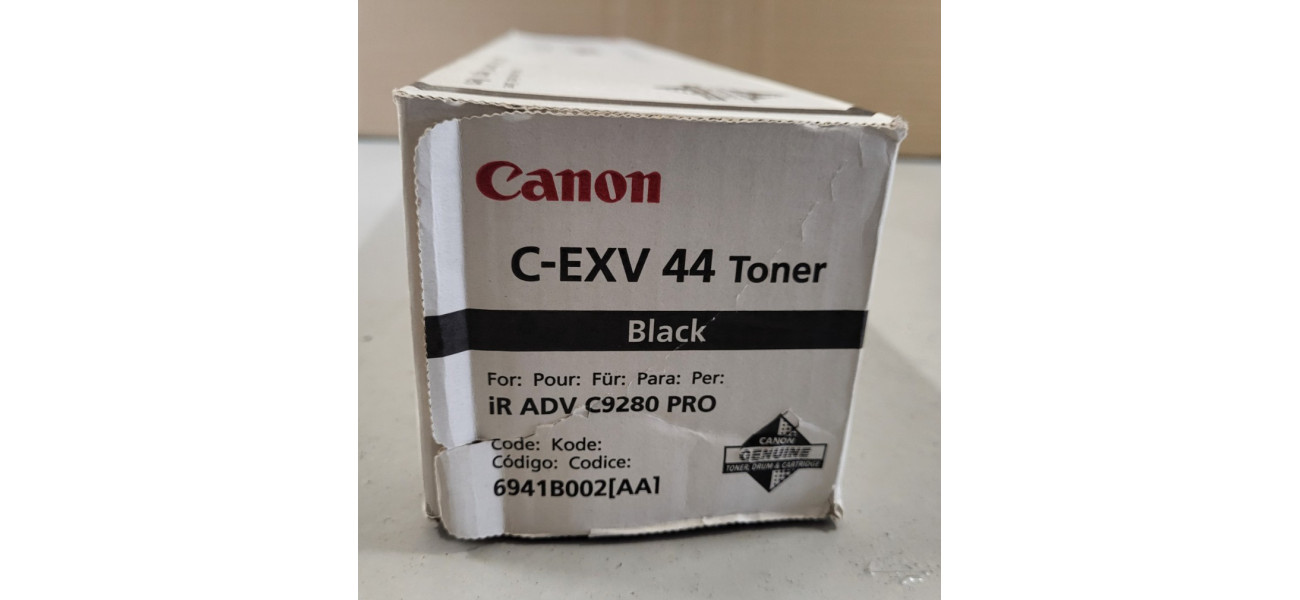 Canon
C-EXV 44 Toner
Black
For: Pour: Für: Para: Per:
iR ADV C9280 PRO
Code: Kode:
Código: Codice:
6941B002[AA]
CANON
GENUINE
TONER, DRUM & CARTRIDGE